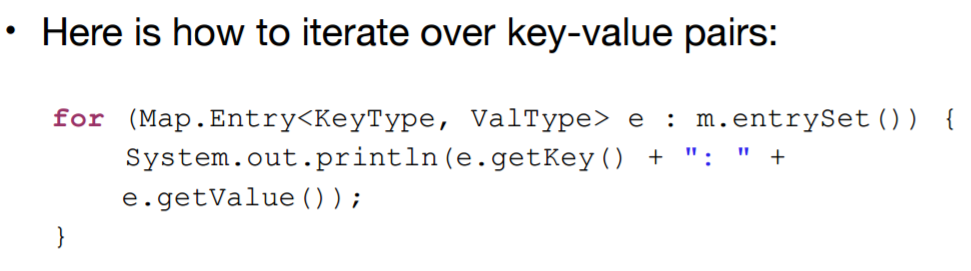 • Here is how to iterate over key-value pairs:
for (Map.Entry<KeyType, ValType> e : m.entrySet()) {
System.out.println(e.getKey() + ": " +
e.getValue());
}